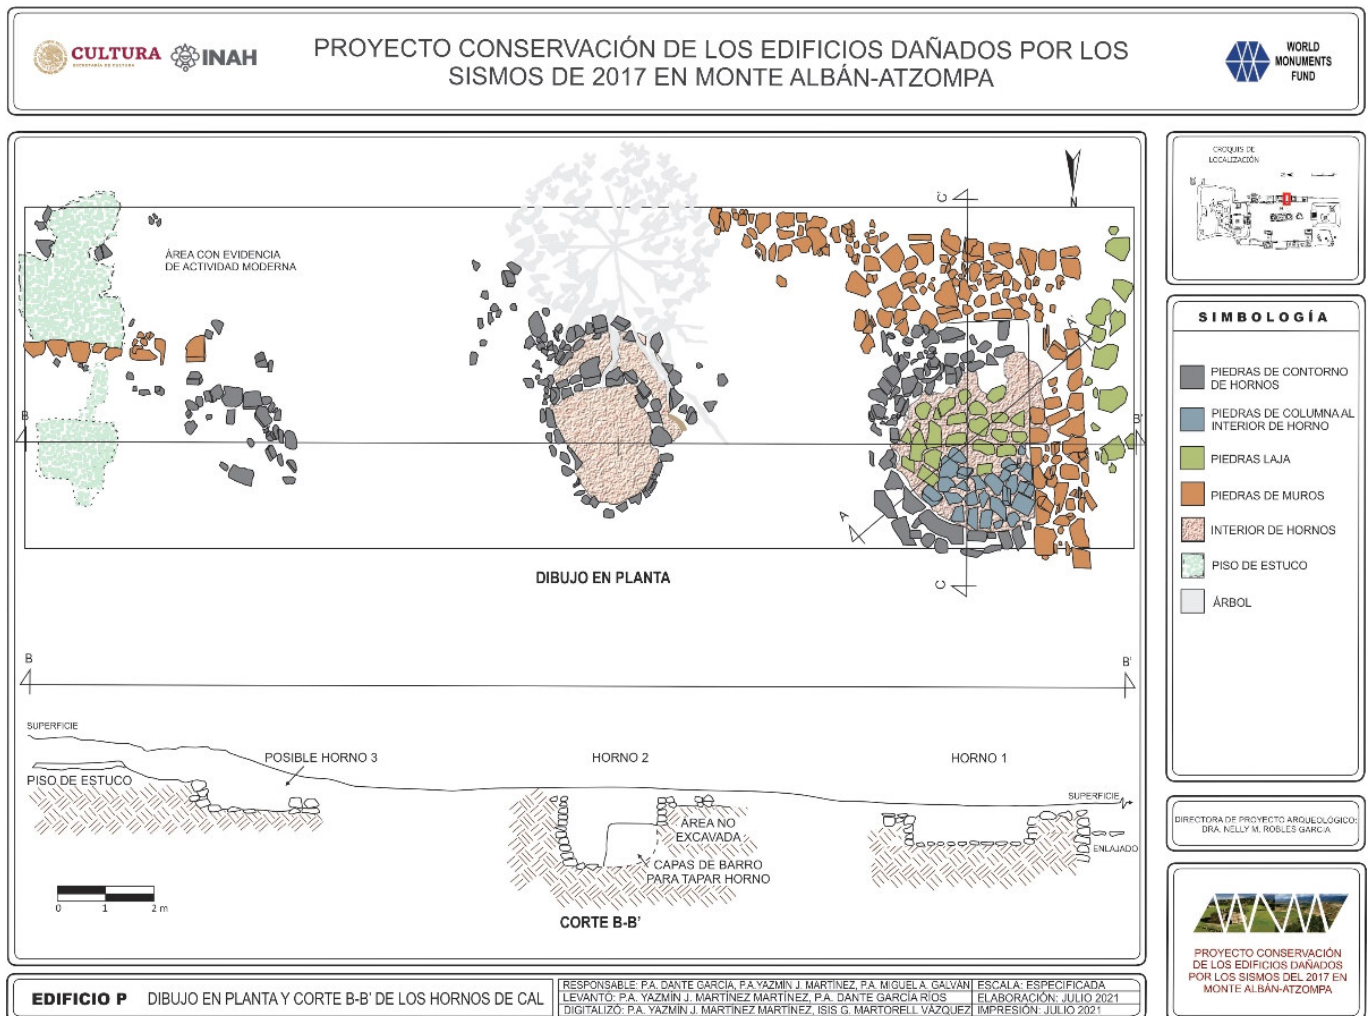 CULTURA
SECRETARÍA DE CULTURA
INAH
PROYECTO CONSERVACIÓN DE LOS EDIFICIOS DAÑADOS POR LOS
SISMOS DE 2017 EN MONTE ALBÁN-ATZOMPA
WORLD
MONUMENTS
FUND
CROQUIS DE
LOCALIZACIÓN
N
C'
N
ÁREA CON EVIDENCIA
DE ACTIVIDAD MODERNA
A'
B
B'
A
C
DIBUJO EN PLANTA
SIMBOLOGÍA
PIEDRAS DE CONTORNO
DE HORNOS
PIEDRAS DE COLUMNA AL
INTERIOR DE HORNO
PIEDRAS LAJA
PIEDRAS DE MUROS
INTERIOR DE HORNOS
PISO DE ESTUCO
ÁRBOL
B
B'
SUPERFICIE
POSIBLE HORNO 3
HORNO 2
HORNO 1
PISO DE ESTUCO
SUPERFICIE
ÁREA NO
EXCAVADA
ENLAJADO
CAPAS DE BARRO
PARA TAPAR HORNO
0 1 2 m
CORTE B-B'
DIRECTORA DE PROYECTO ARQUEOLÓGICO:
DRA. NELLY M. ROBLES GARCÍA
PROYECTO CONSERVACIÓN
DE LOS EDIFICIOS DAÑADOS
POR LOS SISMOS DEL 2017 EN
MONTE ALBÁN-ATZOMPA
EDIFICIO P DIBUJO EN PLANTA Y CORTE B-B' DE LOS HORNOS DE CAL
RESPONSABLE: P.A. DANTE GARCÍA, P.A.YAZMÍN J. MARTÍNEZ, P.A. MIGUEL A. GALVÁN
ESCALA: ESPECIFICADA
LEVANTÓ: P.A. YAZMÍN J. MARTÍNEZ MARTÍNEZ, P.A. DANTE GARCÍA RÍOS
ELABORACIÓN: JULIO 2021
DIGITALIZÓ: P.A. YAZMÍN J. MARTÍNEZ MARTÍNEZ, ISIS G. MARTORELL VÁZQUEZ
IMPRESIÓN: JULIO 2021